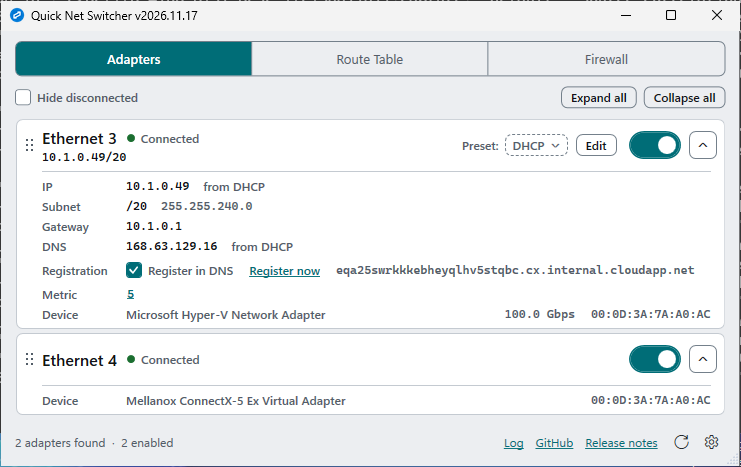 Quick Net Switcher v2026.11.17
Adapters Route Table Firewall
Hide disconnected Expand all Collapse all
Ethernet 3 Connected Preset: DHCP Edit
10.1.0.49/20
IP 10.1.0.49 from DHCP
Subnet /20 255.255.240.0
Gateway 10.1.0.1
DNS 168.63.129.16 from DHCP
Registration Register in DNS Register now eqa25swrkkkebheyqlhv5stqbc.cx.internal.cloudapp.net
Metric 5
Device Microsoft Hyper-V Network Adapter 100.0 Gbps 00:0D:3A:7A:A0:AC
Ethernet 4 Connected
Device Mellanox ConnectX-5 Ex Virtual Adapter 00:0D:3A:7A:A0:AC
2 adapters found · 2 enabled Log GitHub Release notes